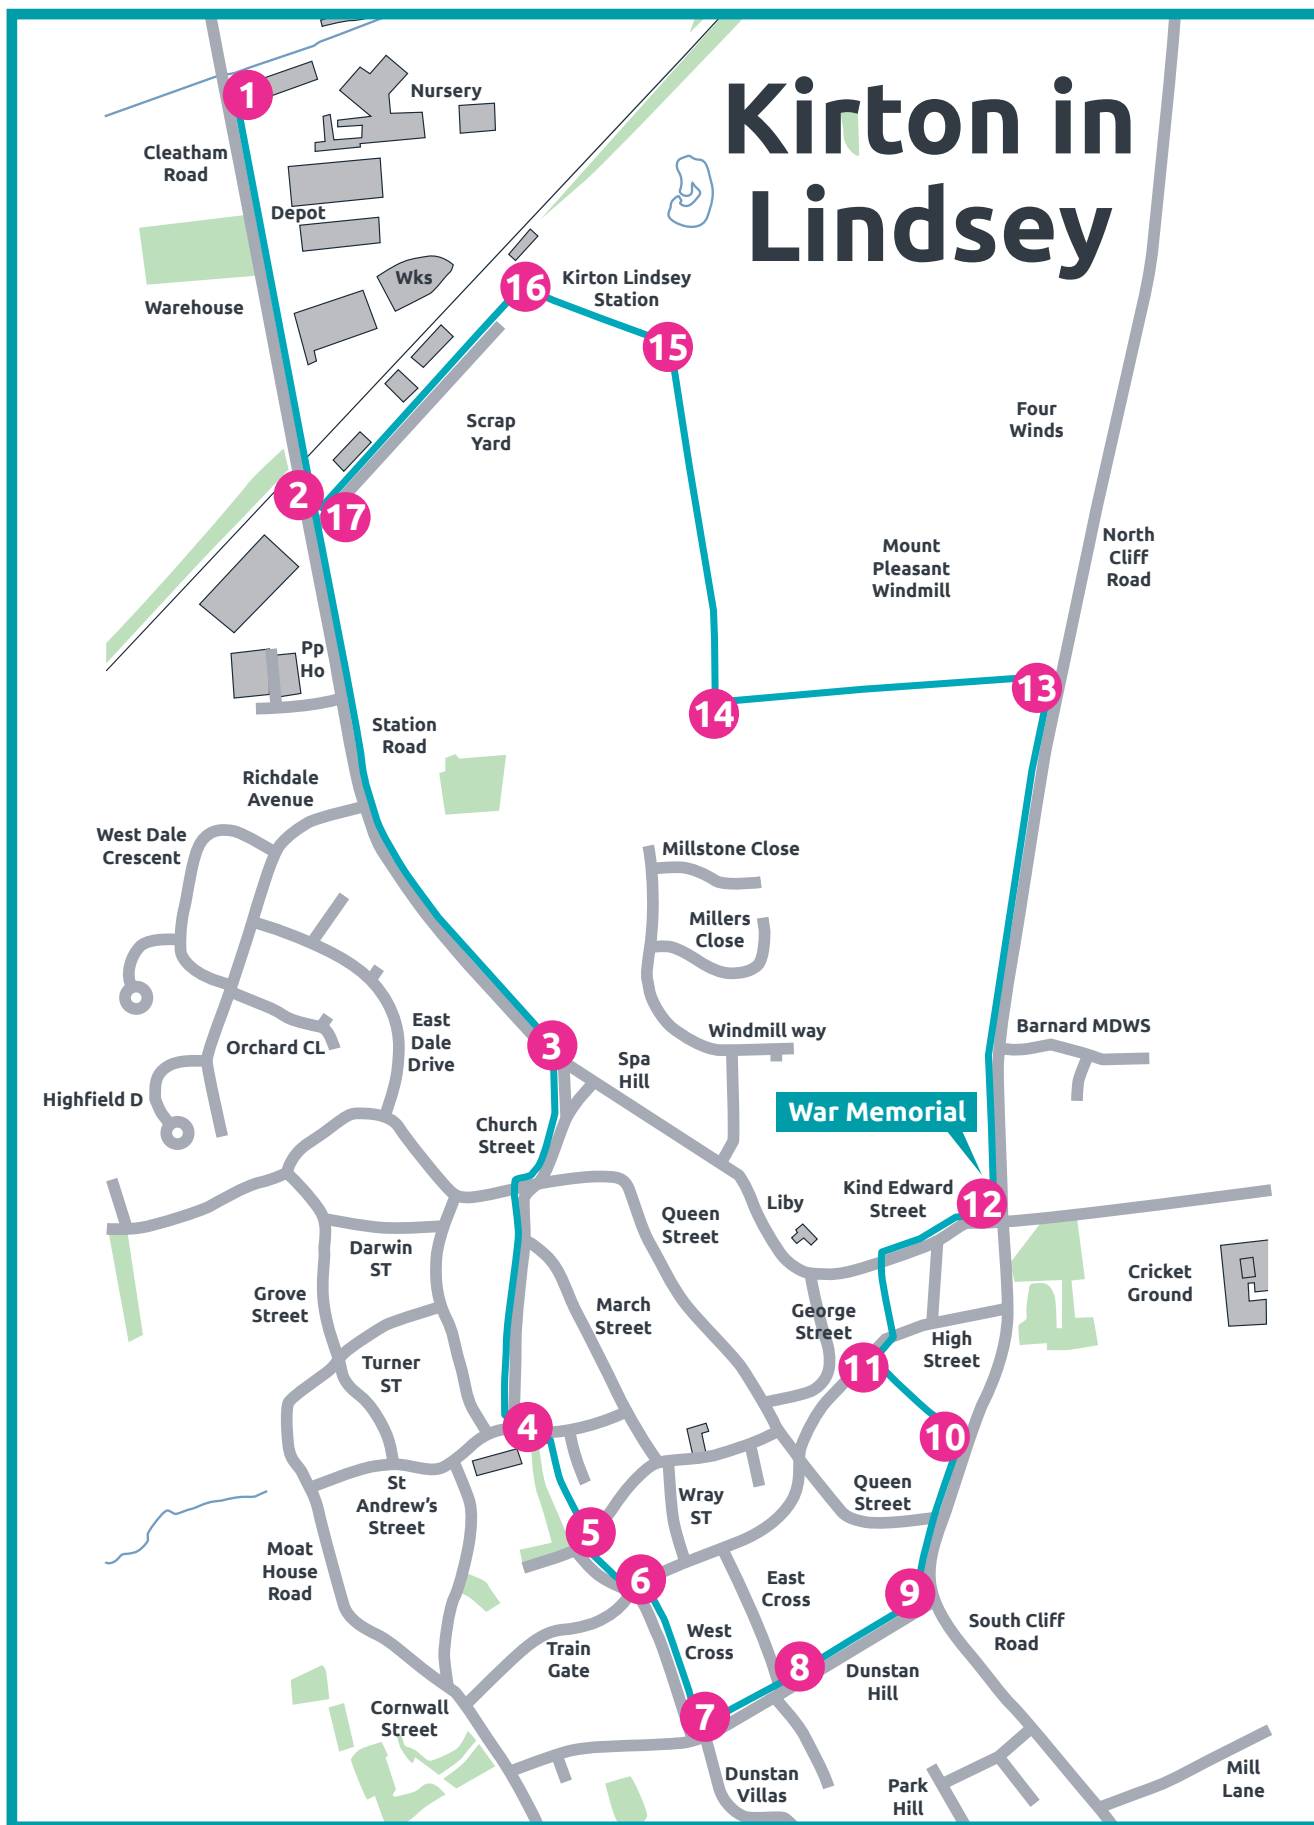 Kirton in
Lindsey
1
Nursery
Cleatham
Road
Depot
Wks
Warehouse
16
Kirton Lindsey
Station
15
Scrap
Yard
Four
Winds
2
17
North
Cliff
Road
Mount
Pleasant
Windmill
Pp
Ho
13
14
Station
Road
Richdale
Avenue
West Dale
Crescent
Millstone Close
Millers
Close
East
Dale
Drive
Orchard CL
3
Windmill way
Barnard MDWS
Spa
Hill
Highfield D
Church
Street
War Memorial
Kind Edward
Street
12
Liby
Queen
Street
Darwin
ST
Cricket
Ground
Grove
Street
March
Street
George
Street
High
Street
Turner
ST
11
4
10
St
Andrew's
Street
Wray
ST
Queen
Street
5
Moat
House
Road
6
East
Cross
9
West
Cross
South Cliff
Road
Train
Gate
8
Dunstan
Hill
Cornwall
Street
7
Dunstan
Villas
Park
Hill
Mill
Lane